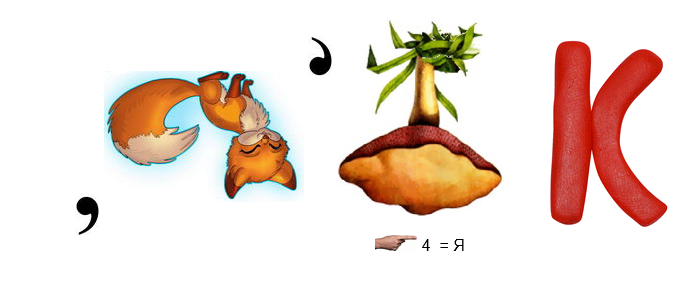 , ‘ К
4 = Я